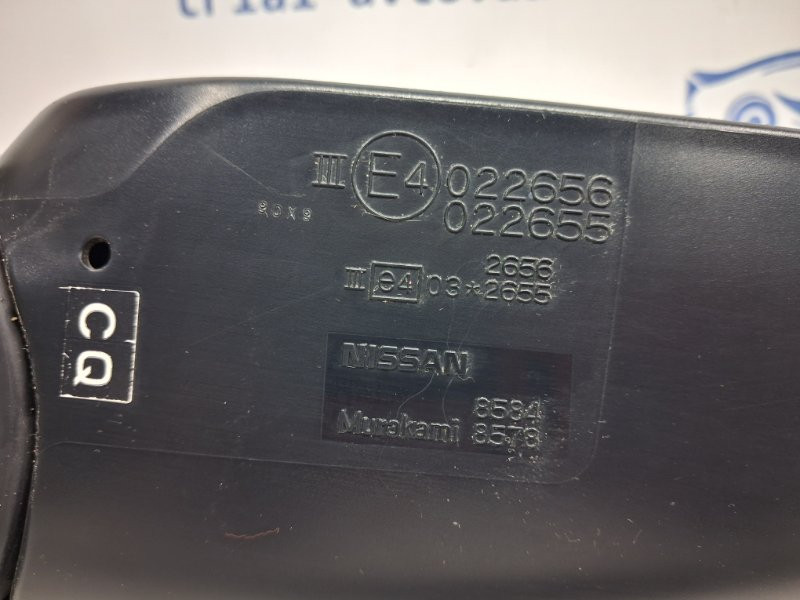 III E4 022656
022655
2656
III e4 03*2655
CQ
NISSAN
8584
Murakami 8578